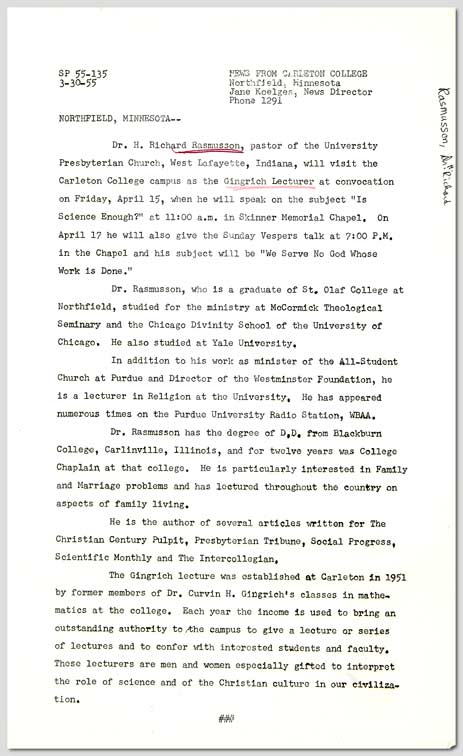 SP 55-135
3-30-55
NEWS FROM CARLETON COLLEGE
Northfield, Minnesota
Jane Koelges, News Director
Phone 1291
Rasmusson, H. Richard
NORTHFIELD, MINNESOTA--
Dr. H. Richard Rasmusson, pastor of the University
Presbyterian Church, West Lafayette, Indiana, will visit the
Carleton College campus as the Gingrich Lecturer at convocation
on Friday, April 15, when he will speak on the subject "Is
Science Enough?" at 11:00 a.m. in Skinner Memorial Chapel. On
April 17 he will also give the Sunday Vespers talk at 7:00 P.M.
in the Chapel and his subject will be "We Serve No God Whose
Work is Done."
Dr. Rasmusson, who is a graduate of St. Olaf College at
Northfield, studied for the ministry at McCormick Theological
Seminary and the Chicago Divinity School of the University of
Chicago. He also studied at Yale University.
In addition to his work as minister of the All-Student
Church at Purdue and Director of the Westminster Foundation, he
is a lecturer in Religion at the University. He has appeared
numerous times on the Purdue University Radio Station, WBAA.
Dr. Rasmusson has the degree of D.D. from Blackburn
College, Carlinville, Illinois, and for twelve years was College
Chaplain at that college. He is particularly interested in Family
and Marriage problems and has lectured throughout the country on
aspects of family living.
He is the author of several articles written for The
Christian Century Pulpit, Presbyterian Tribune, Social Progress,
Scientific Monthly and The Intercollegian.
The Gingrich lecture was established at Carleton in 1951
by former members of Dr. Curvin H. Gingrich's classes in mathe-
matics at the college. Each year the income is used to bring an
outstanding authority to the campus to give a lecture or series
of lectures and to confer with interested students and faculty.
These lecturers are men and women especially gifted to interpret
the role of science and of the Christian culture in our civiliza-
tion.
###